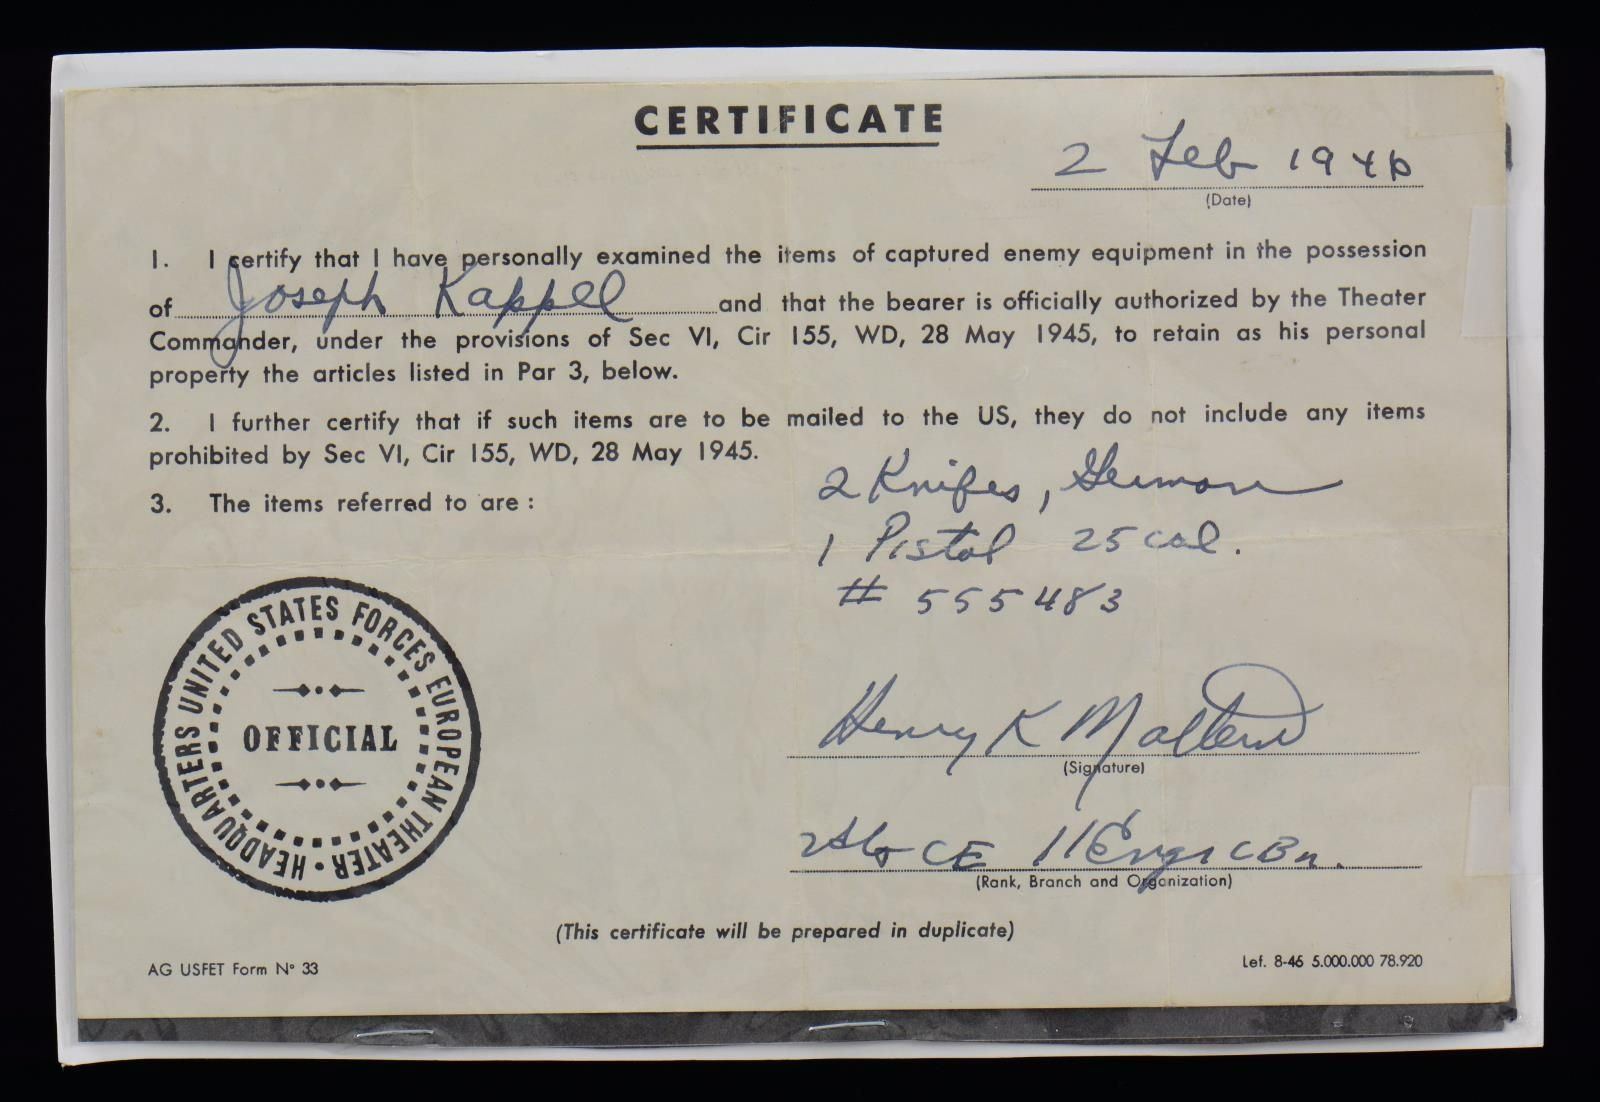 CERTIFICATE
2 Feb 1946
(Date)
1. I certify that I have personally examined the items of captured enemy equipment in the possession
of Joseph Kappel and that the bearer is officially authorized by the Theater
Commander, under the provisions of Sec VI, Cir 155, WD, 28 May 1945, to retain as his personal
property the articles listed in Par 3, below.
2. I further certify that if such items are to be mailed to the US, they do not include any items
prohibited by Sec VI, Cir 155, WD, 28 May 1945.
3. The items referred to are :
2 Knifes, German
1 Pistol 25 cal.
# 555483
HEADQUARTERS UNITED STATES FORCES EUROPEAN THEATER •
OFFICIAL
Henry K
(Signature)
CE 11 Engr C Bn.
(Rank, Branch and Organization)
(This certificate will be prepared in duplicate)
AG USFET Form N° 33
Lef. 8-46 5.000.000 78.920